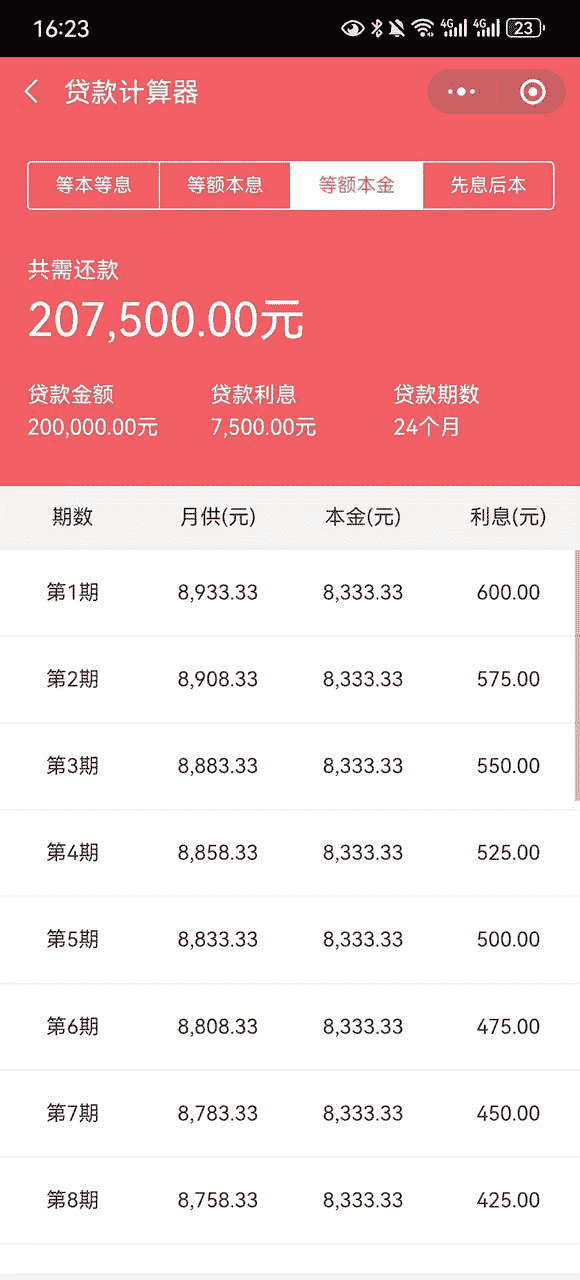 16:23 4G 4G 23
贷款计算器
等本等息 等额本息 等额本金 先息后本
共需还款
207,500.00元
贷款金额 贷款利息 贷款期数
200,000.00元 7,500.00元 24个月
期数 月供(元) 本金(元) 利息(元)
第1期 8,933.33 8,333.33 600.00
第2期 8,908.33 8,333.33 575.00
第3期 8,883.33 8,333.33 550.00
第4期 8,858.33 8,333.33 525.00
第5期 8,833.33 8,333.33 500.00
第6期 8,808.33 8,333.33 475.00
第7期 8,783.33 8,333.33 450.00
第8期 8,758.33 8,333.33 425.00